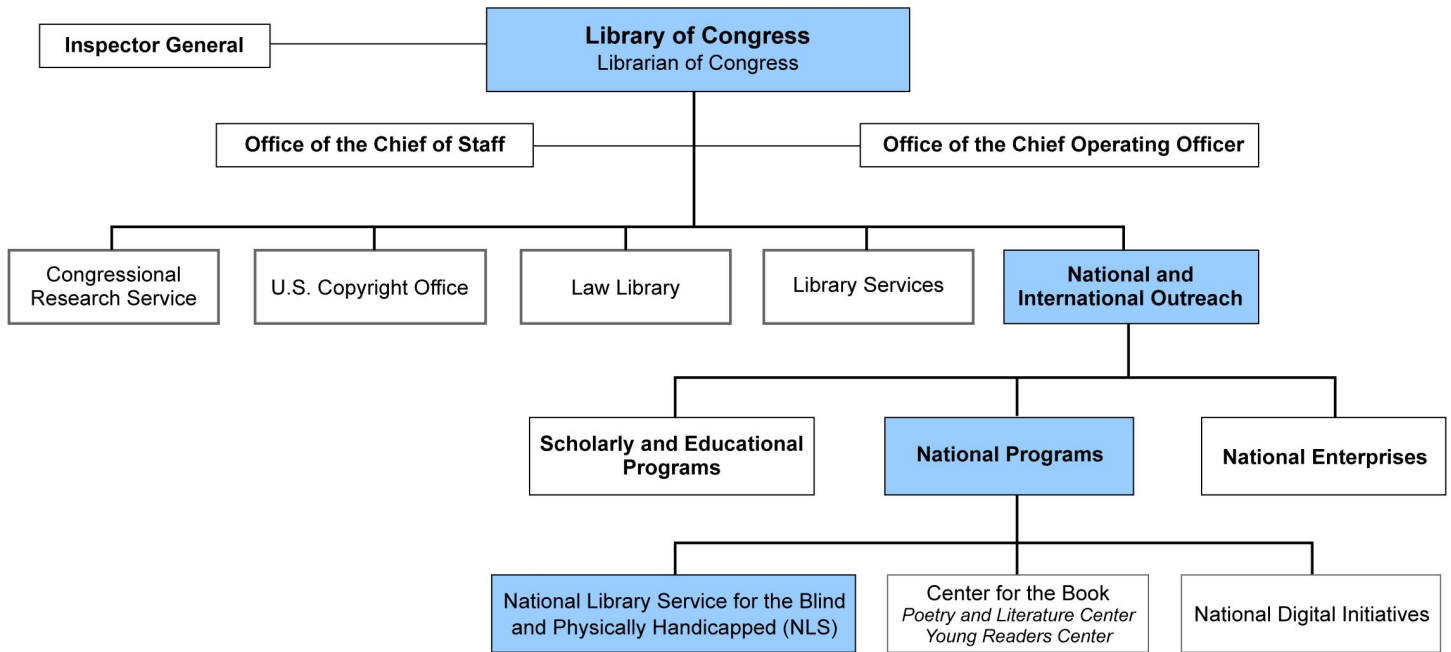 Library of Congress
Librarian of Congress
Inspector General
Office of the Chief of Staff
Office of the Chief Operating Officer
Congressional
Research Service
U.S. Copyright Office
Law Library
Library Services
National and
International Outreach
Scholarly and Educational
Programs
National Programs
National Enterprises
National Library Service for the Blind
and Physically Handicapped (NLS)
Center for the Book
Poetry and Literature Center
Young Readers Center
National Digital Initiatives